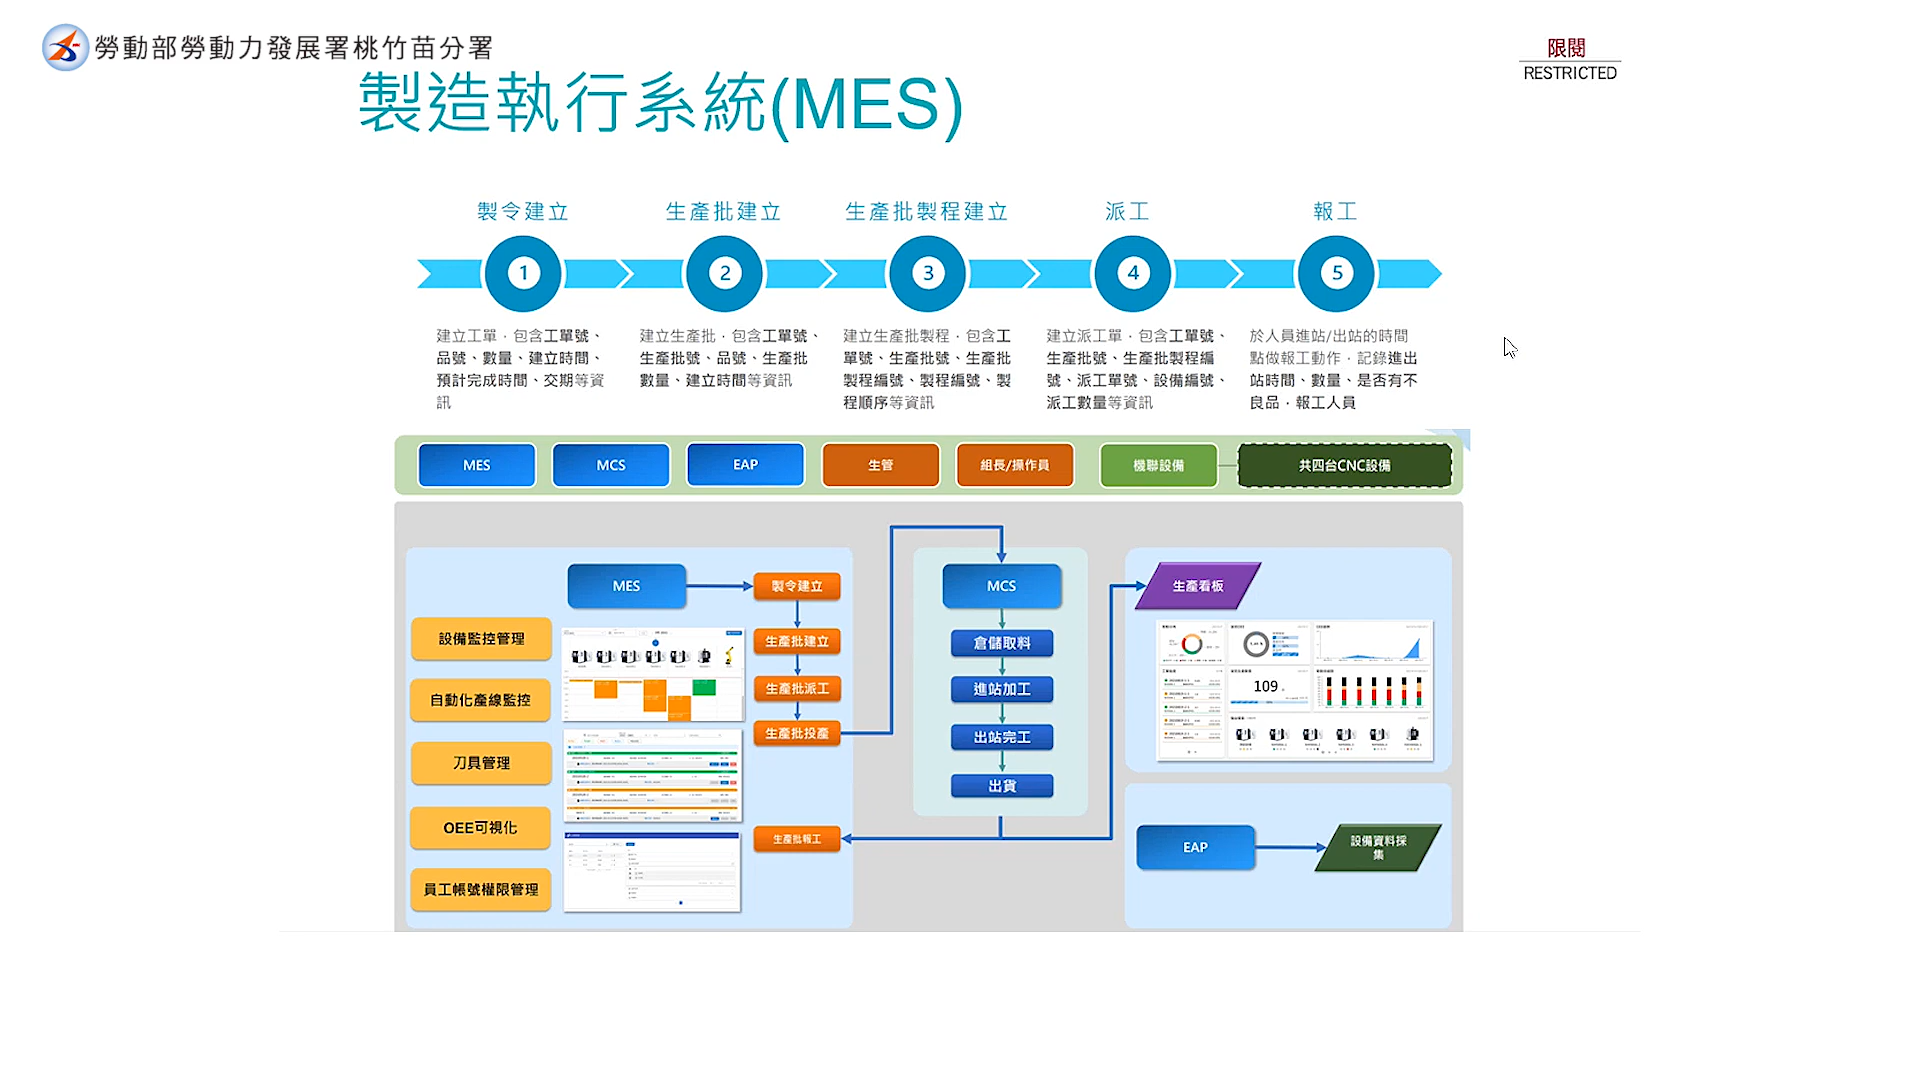 勞動部勞動力發展署桃竹苗分署
限閱
RESTRICTED
製造執行系統(MES)
製令建立
生產批建立
生產批製程建立
派工
報工
1
2
3
4
5
建立工單，包含工單號、
品號、數量、建立時間、
預計完成時間、交期等資
訊
建立生產批，包含工單號、
生產批號、品號、生產批
數量、建立時間等資訊
建立生產批製程，包含工
單號、生產批號、生產批
製程編號、製程編號、製
程順序等資訊
建立派工單，包含工單號、
生產批號、生產批製程編
號、派工單號、設備編號、
派工數量等資訊
於人員進站/出站的時間
點做報工動作，記錄進出
站時間、數量、是否有不
良品，報工人員
MES
MCS
EAP
生管
組長/操作員
機聯設備
共四台CNC設備
MES
製令建立
生產批建立
生產批派工
生產批投產
生產批報工
設備監控管理
自動化產線監控
刀具管理
OEE可視化
員工帳號權限管理
MCS
倉儲取料
進站加工
出站完工
出貨
生產看板
109
EAP
設備資料採
集